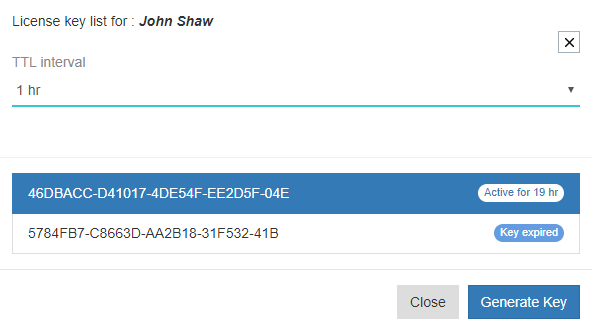 License key list for : John Shaw
TTL interval
1 hr
46DBACC-D41017-4DE54F-EE2D5F-04E Active for 19 hr
5784FB7-C8663D-AA2B18-31F532-41B Key expired
Close Generate Key